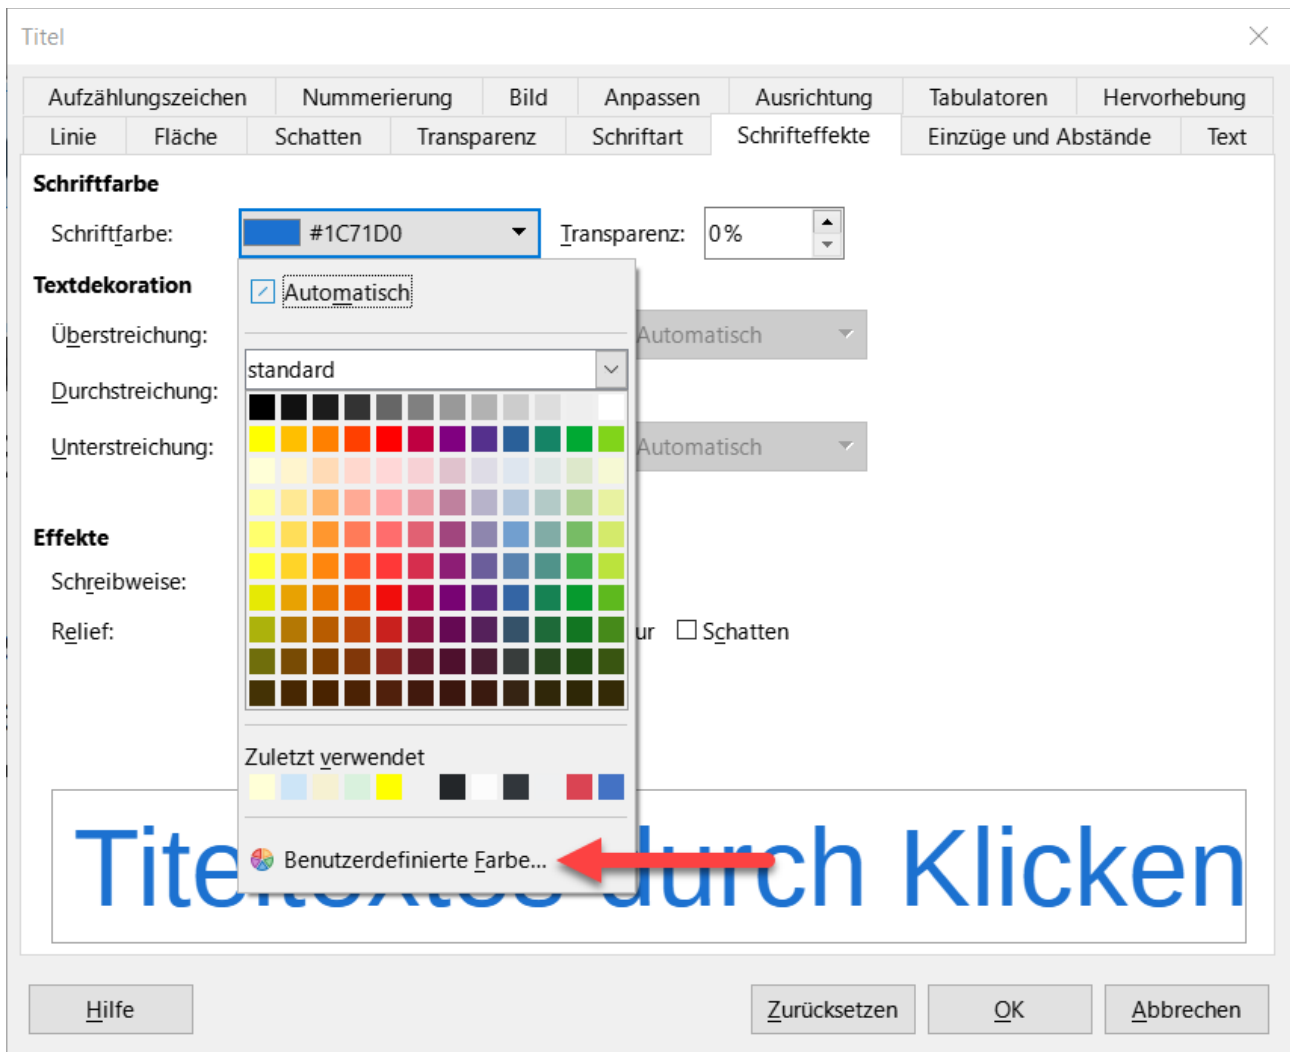 Titel
Aufzählungszeichen Nummerierung Bild Anpassen Ausrichtung Tabulatoren Hervorhebung
Linie Fläche Schatten Transparenz Schriftart Schrifteffekte Einzüge und Abstände Text
Schriftfarbe
Schriftfarbe: #1C71D0 Transparenz: 0%
Automatisch
Textdekoration
Überstreichung: Automatisch
standard
Durchstreichung:
Unterstreichung: Automatisch
Effekte
Schreibweise:
Relief: ur Schatten
Zuletzt verwendet
Benutzerdefinierte Farbe...
durch Klicken
Hilfe Zurücksetzen OK Abbrechen